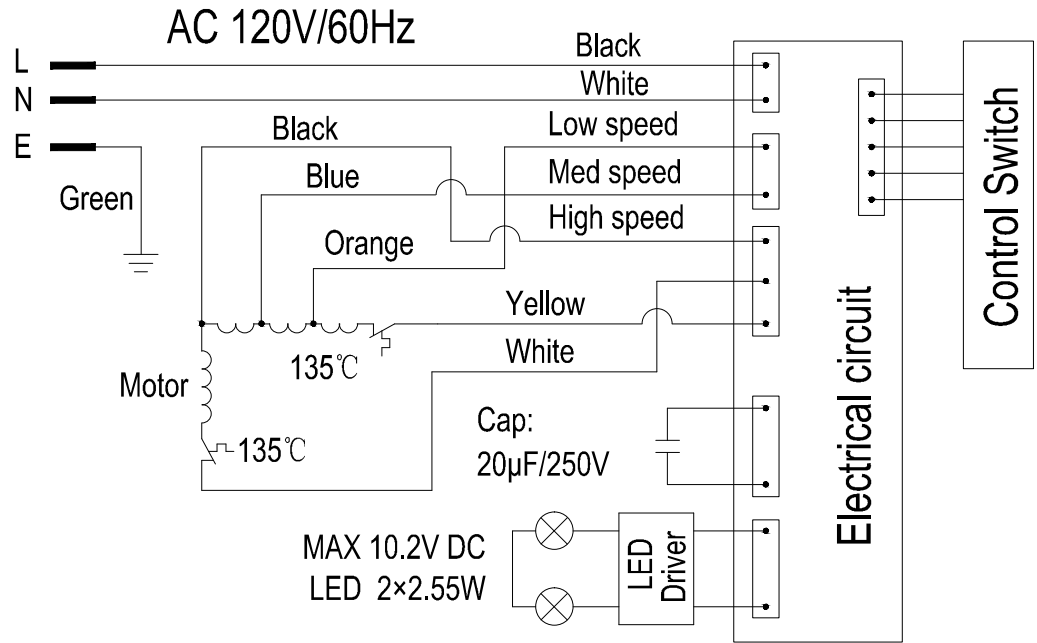 AC 120V/60Hz
L
N
E
Black
White
Green
Black
Blue
Orange
Low speed
Med speed
High speed
Yellow
White
135℃
Motor
135℃
Cap:
20µF/250V
MAX 10.2V DC
LED 2×2.55W
LED
Driver
Electrical circuit
Control Switch